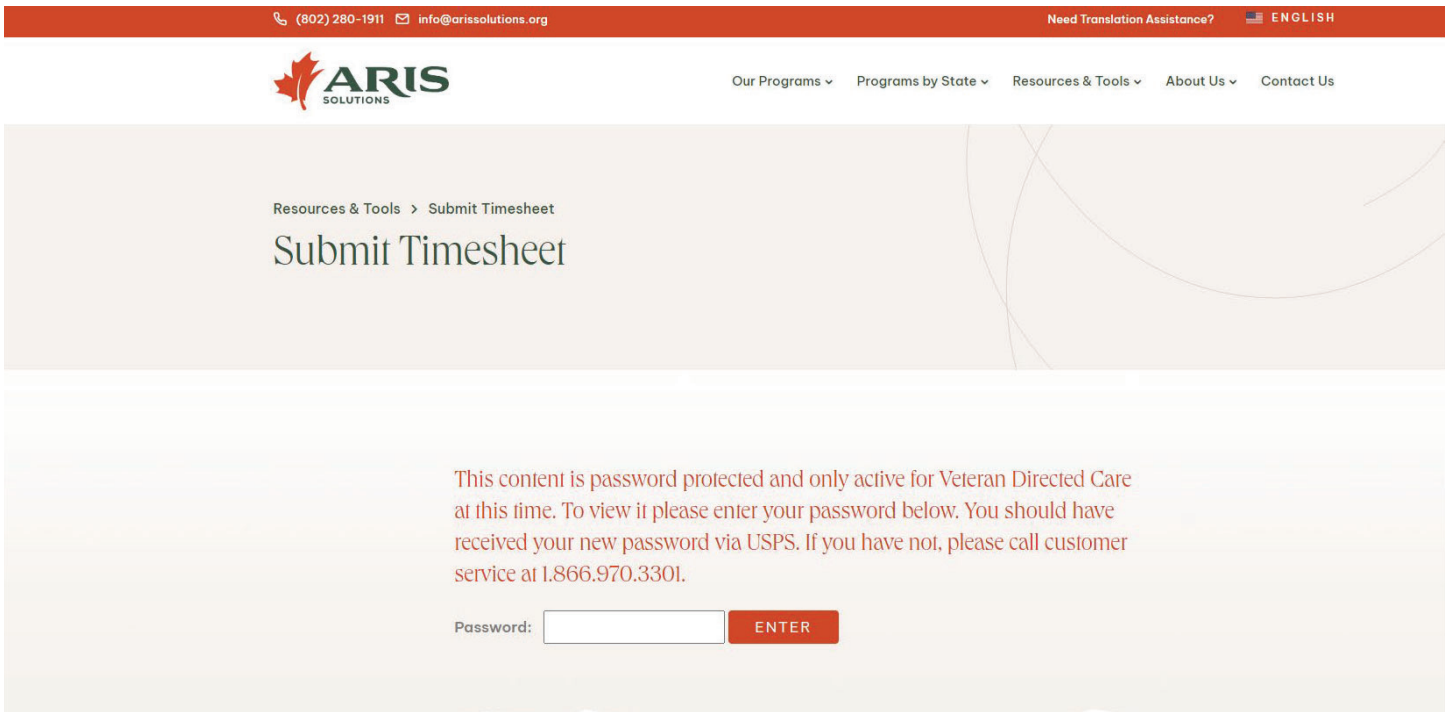 (802) 280-1911 info@arissolutions.org Need Translation Assistance? ENGLISH
ARIS
SOLUTIONS
Our Programs Programs by State Resources & Tools About Us Contact Us
Resources & Tools > Submit Timesheet
Submit Timesheet
This content is password protected and only active for Veteran Directed Care
at this time. To view it please enter your password below. You should have
received your new password via USPS. If you have not, please call customer
service at 1.866.970.3301.
Password: ENTER